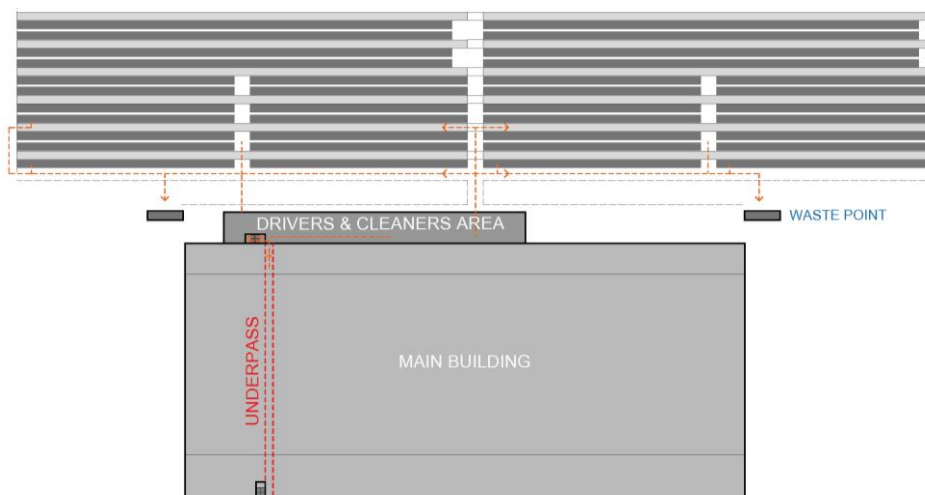 DRIVERS & CLEANERS AREA
WASTE POINT
UNDERPASS
MAIN BUILDING